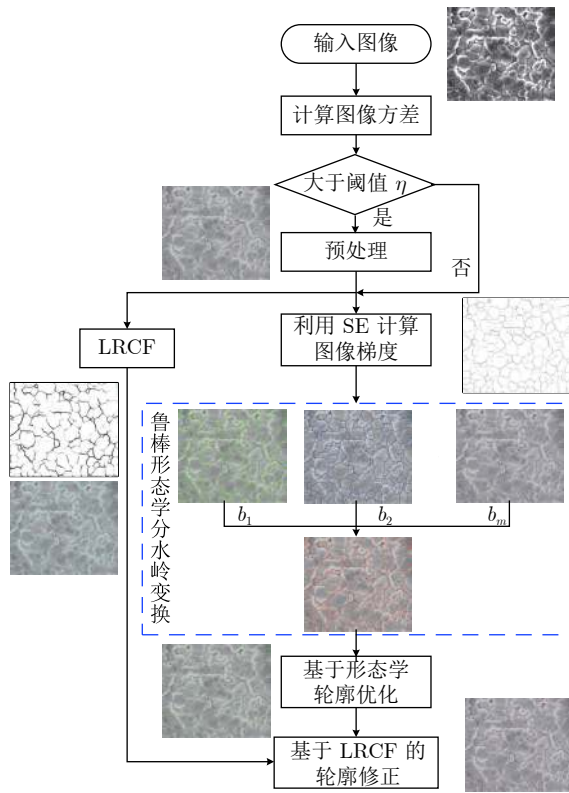 输入图像
计算图像方差
大于阈值 η
是
预处理
否
LRCF
利用 SE 计算
图像梯度
鲁棒形态学分水岭变换
b1
b2
bm
基于形态学
轮廓优化
基于 LRCF 的
轮廓修正